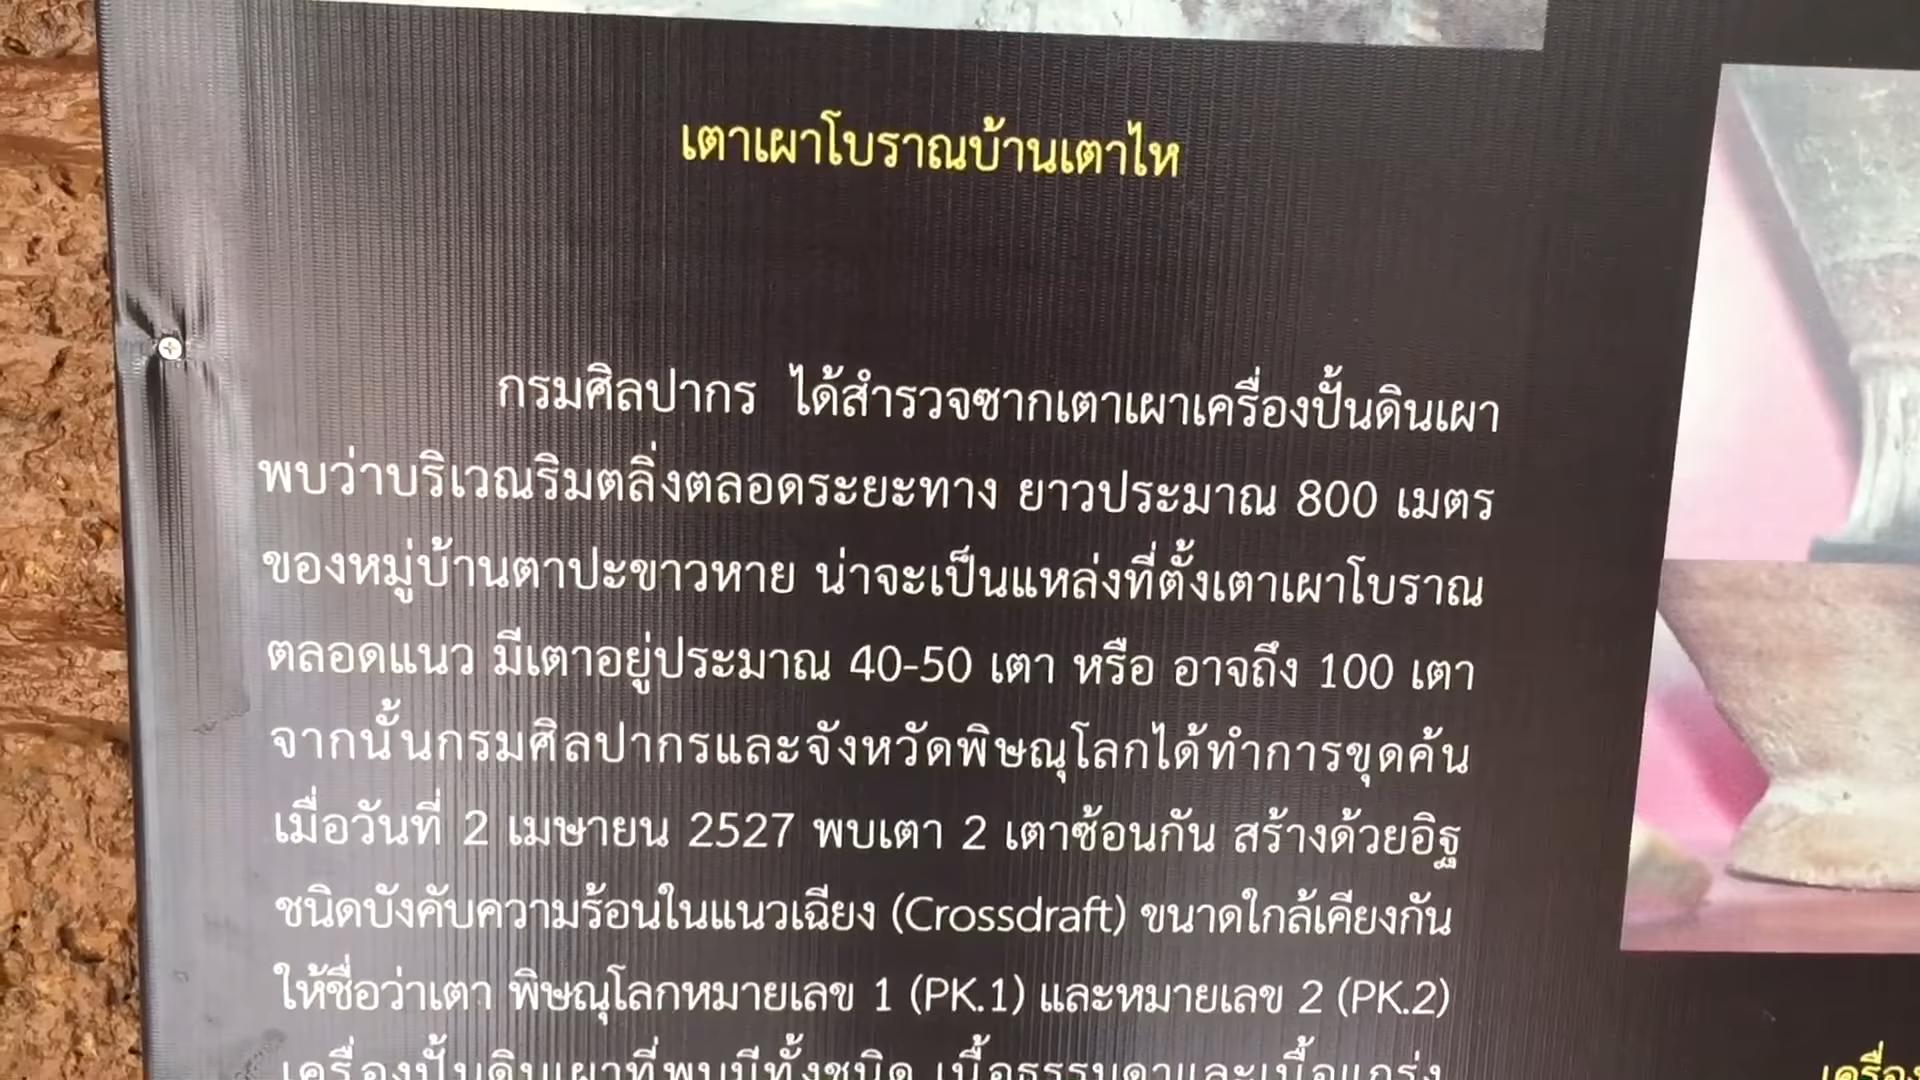 เตาเผาโบราณบ้านเตาไห
กรมศิลปากร ได้สำรวจซากเตาเผาเครื่องปั้นดินเผา
พบว่าบริเวณริมตลิ่งตลอดระยะทาง ยาวประมาณ 800 เมตร
ของหมู่บ้านตาปะขาวหาย น่าจะเป็นแหล่งที่ตั้งเตาเผาโบราณ
ตลอดแนว มีเตาอยู่ประมาณ 40-50 เตา หรือ อาจถึง 100 เตา
จากนั้นกรมศิลปากรและจังหวัดพิษณุโลกได้ทำการขุดค้น
เมื่อวันที่ 2 เมษายน 2527 พบเตา 2 เตาซ้อนกัน สร้างด้วยอิฐ
ชนิดบังคับความร้อนในแนวเฉียง (Crossdraft) ขนาดใกล้เคียงกัน
ให้ชื่อว่าเตา พิษณุโลกหมายเลข 1 (PK.1) และหมายเลข 2 (PK.2)
เครื่องปั้นดินเผาที่พบมีทั้งชนิด เนื้อธรรมดาและเนื้อแกร่ง
เครื่อง